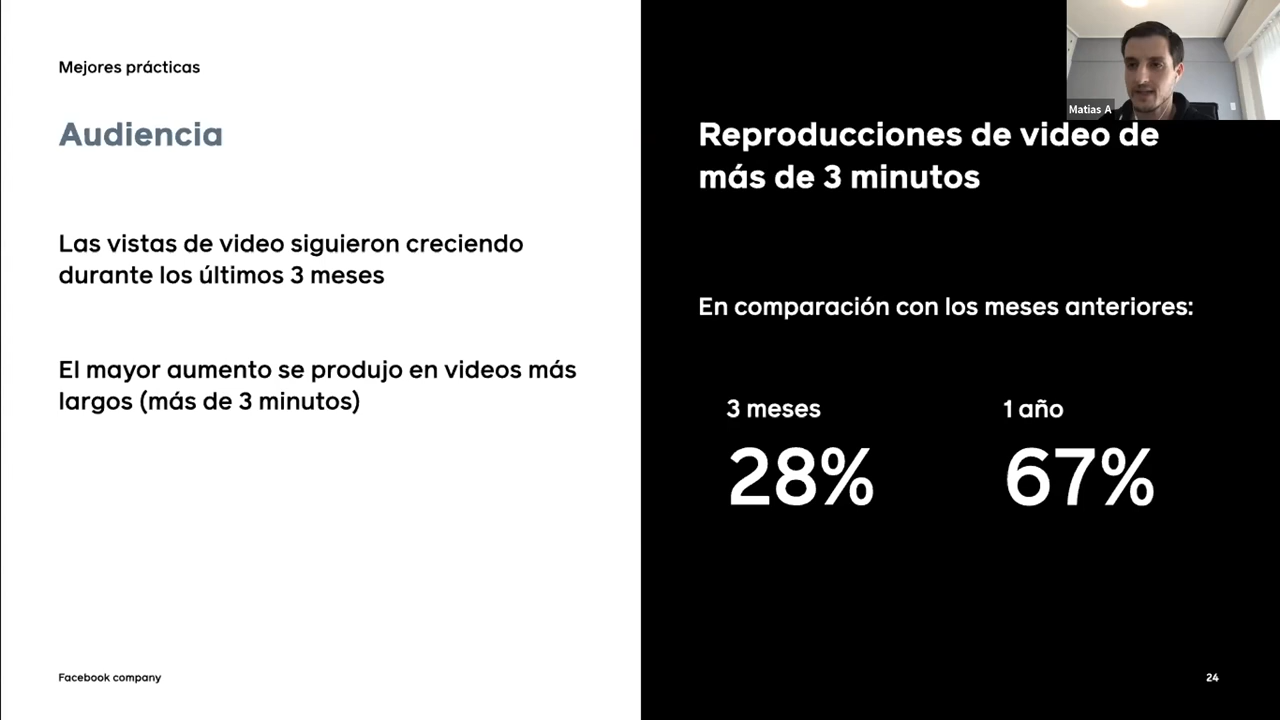 Mejores prácticas
Audiencia
Las vistas de video siguieron creciendo
durante los últimos 3 meses
El mayor aumento se produjo en videos más
largos (más de 3 minutos)
Facebook company
Matias A
Reproducciones de video de
más de 3 minutos
En comparación con los meses anteriores:
3 meses
28%
1 año
67%
24